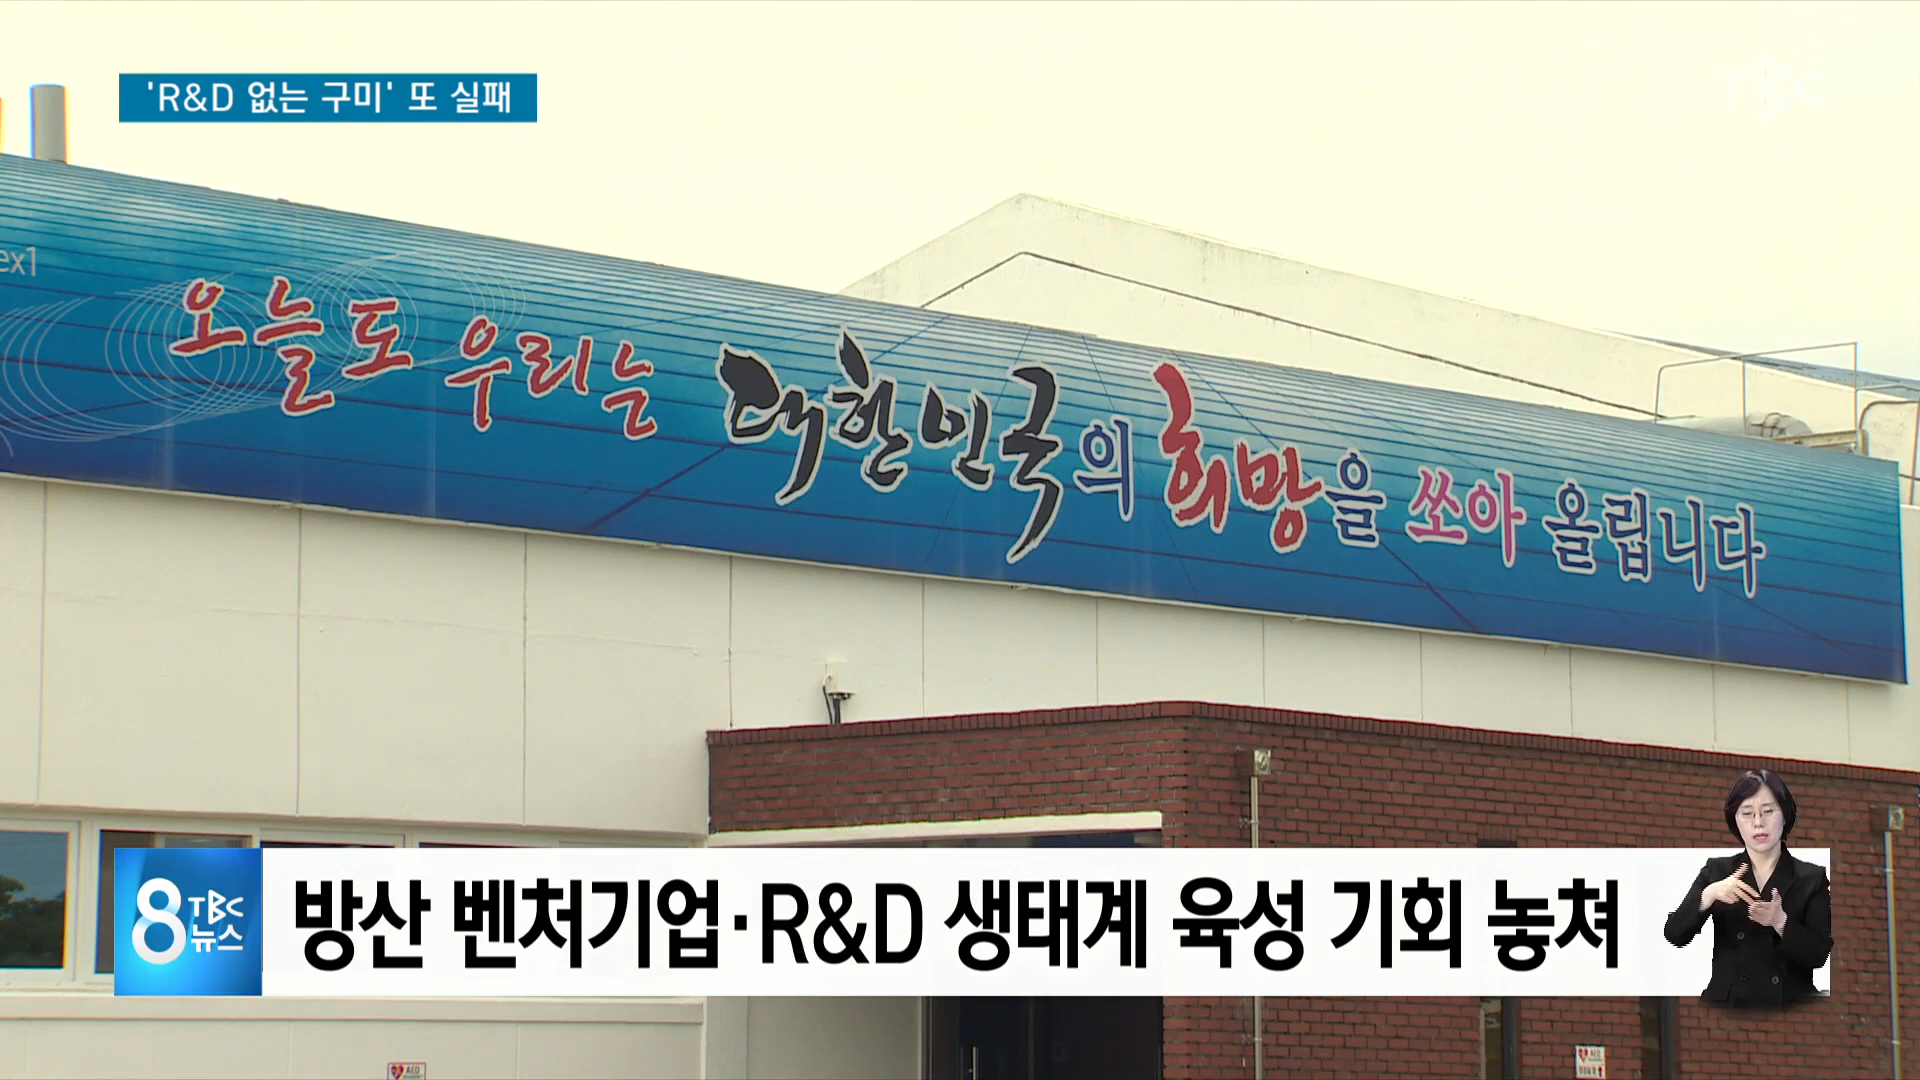 'R&D 없는 구미' 또 실패
TBC
ex1
오늘도 우리는 대한민국의 희망을 쏘아 올립니다
8 TBC 뉴스
방산 벤처기업·R&D 생태계 육성 기회 놓쳐
AED
AED